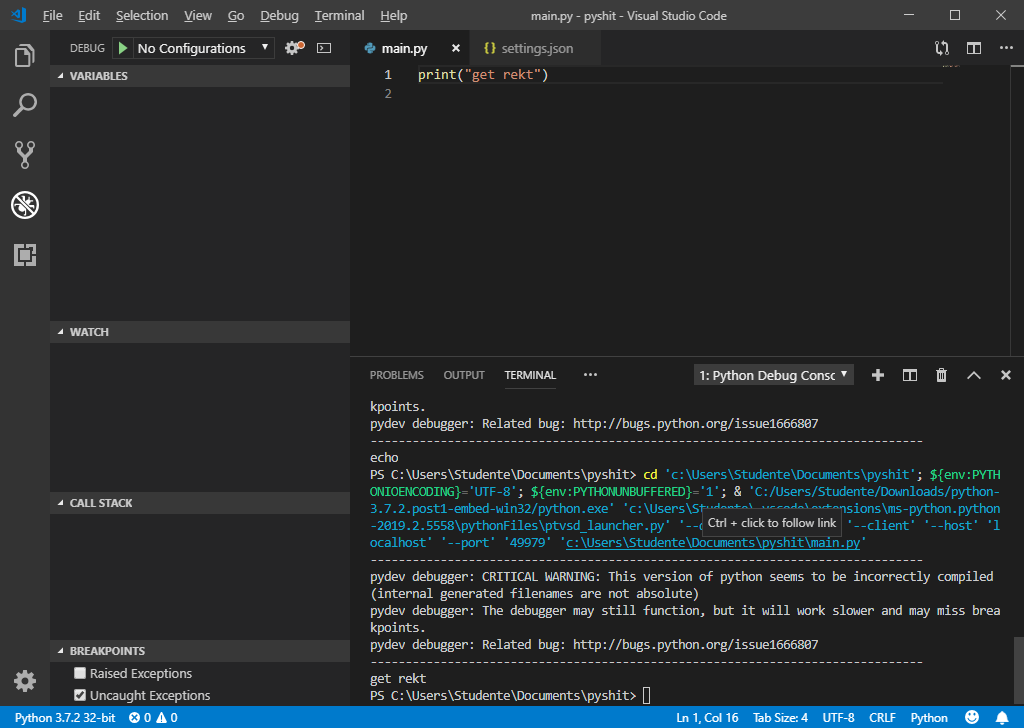 File Edit Selection View Go Debug Terminal Help main.py - pyshit - Visual Studio Code
DEBUG No Configurations
VARIABLES
WATCH
CALL STACK
BREAKPOINTS
Raised Exceptions
Uncaught Exceptions
main.py settings.json
1 print("get rekt")
2
PROBLEMS OUTPUT TERMINAL ••• 1: Python Debug Consc
kpoints.
pydev debugger: Related bug: http://bugs.python.org/issue1666807
-------------------------------------------------------------------------------
echo
PS C:\Users\Studente\Documents\pyshit> cd 'c:\Users\Studente\Documents\pyshit'; ${env:PYTH
ONIOENCODING}='UTF-8'; ${env:PYTHONUNBUFFERED}='1'; & 'C:/Users/Studente/Downloads/python-
3.7.2.post1-embed-win32/python.exe' 'c:\Users\Studente\.vscode\extensions\ms-python.python
-2019.2.5558\pythonFiles\ptvsd_launcher.py' '--d '--client' '--host' 'l
Ctrl + click to follow link
ocalhost' '--port' '49979' 'c:\Users\Studente\Documents\pyshit\main.py'
-------------------------------------------------------------------------------
pydev debugger: CRITICAL WARNING: This version of python seems to be incorrectly compiled
(internal generated filenames are not absolute)
pydev debugger: The debugger may still function, but it will work slower and may miss brea
kpoints.
pydev debugger: Related bug: http://bugs.python.org/issue1666807
-------------------------------------------------------------------------------
get rekt
PS C:\Users\Studente\Documents\pyshit>
Python 3.7.2 32-bit 0 0 Ln 1, Col 16 Tab Size: 4 UTF-8 CRLF Python